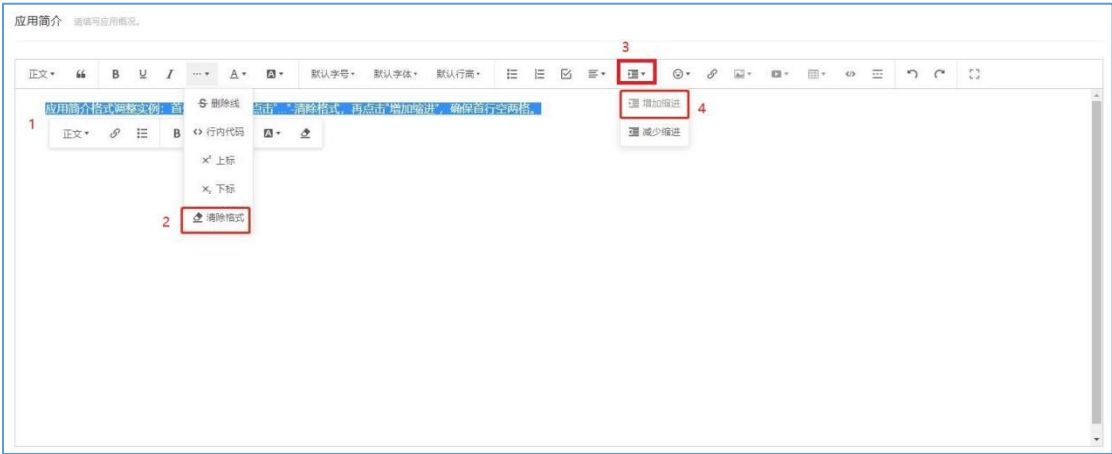 应用简介 请填写应用概况。
3
正文 B U I ... A A 默认字号 默认字体 默认行高
应用简介格式调整实例：首 点击"..."-清除格式，再点击"增加缩进"，确保首行空两格。
S 删除线
增加缩进 4
1
正文 B <> 行内代码 A
减少缩进
x² 上标
x₂ 下标
2 清除格式